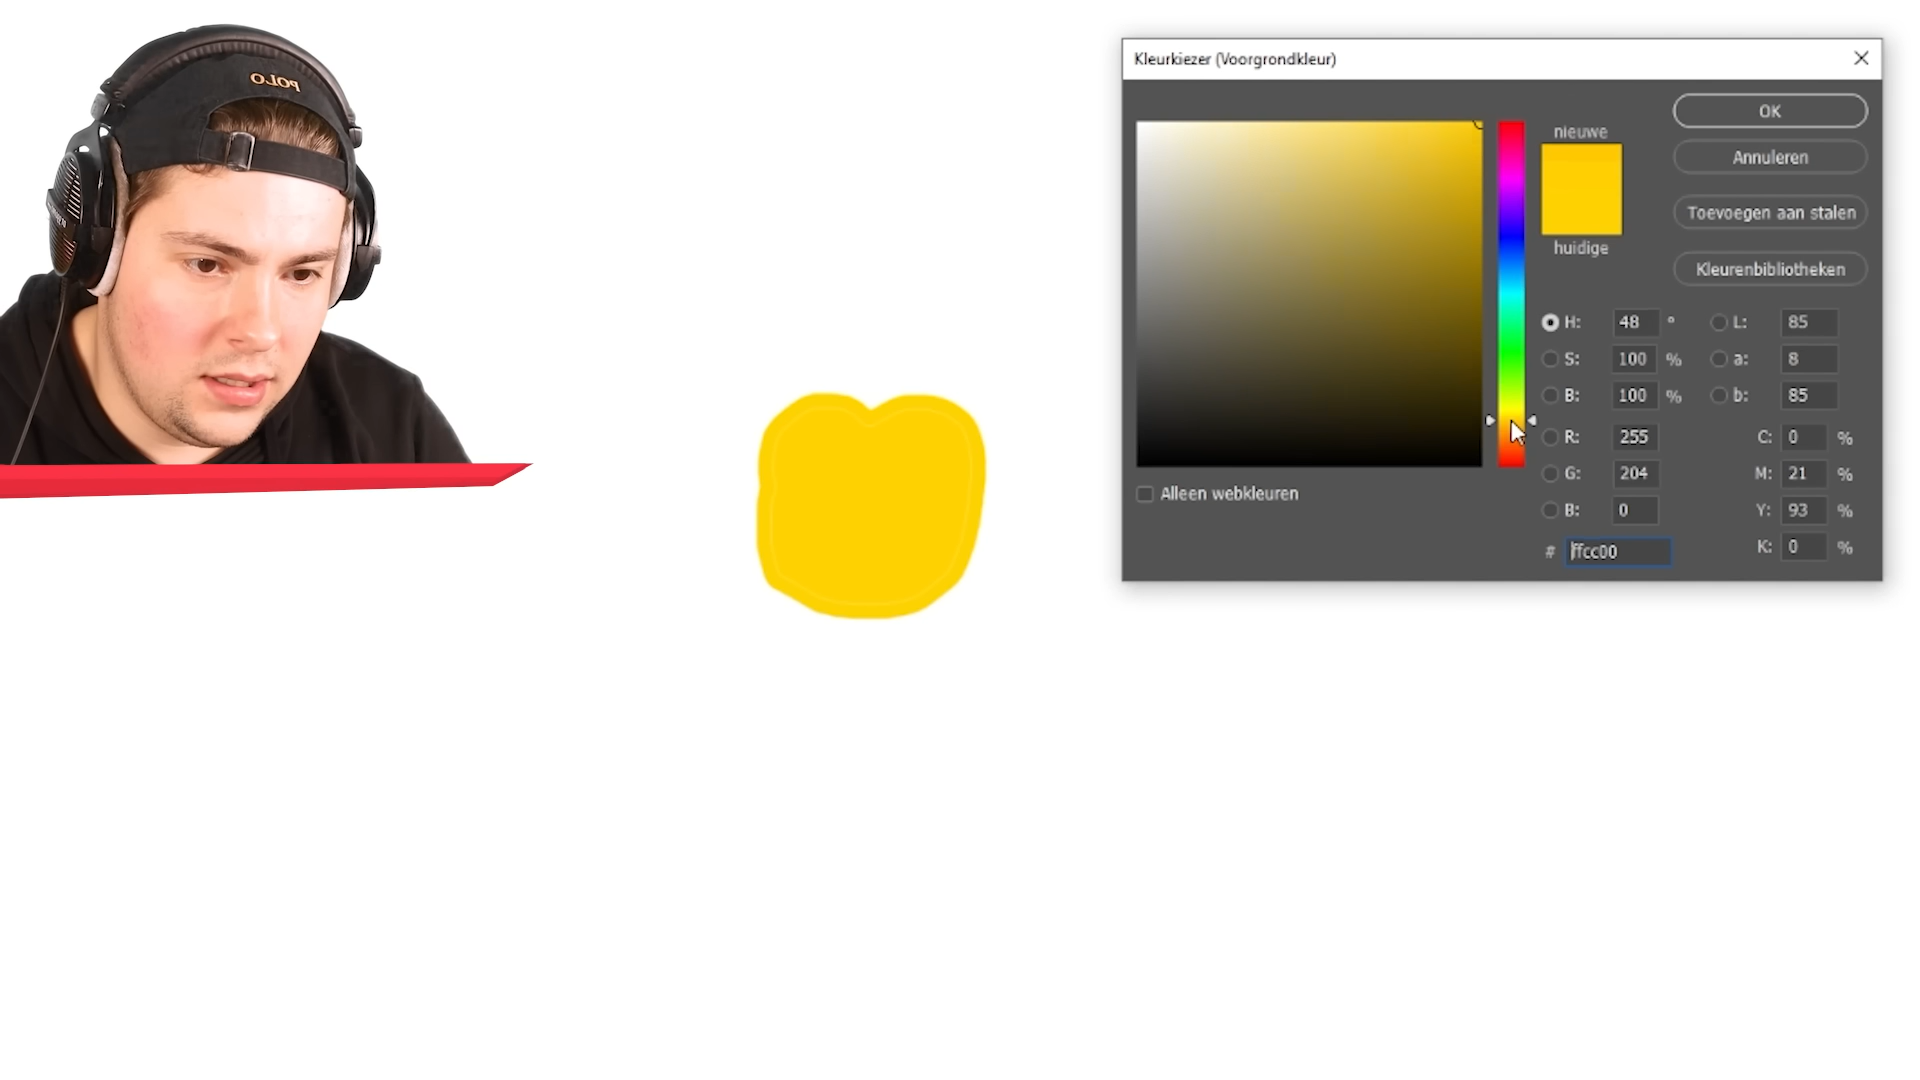 POLO
Kleurkiezer (Voorgrondkleur)
OK
nieuwe
Annuleren
Toevoegen aan stalen
huidige
Kleurenbibliotheken
H: 48 ° L: 85
S: 100 % a: 8
B: 100 % b: 85
R: 255 C: 0 %
G: 204 M: 21 %
Alleen webkleuren
B: 0 Y: 93 %
# ffcc00 K: 0 %